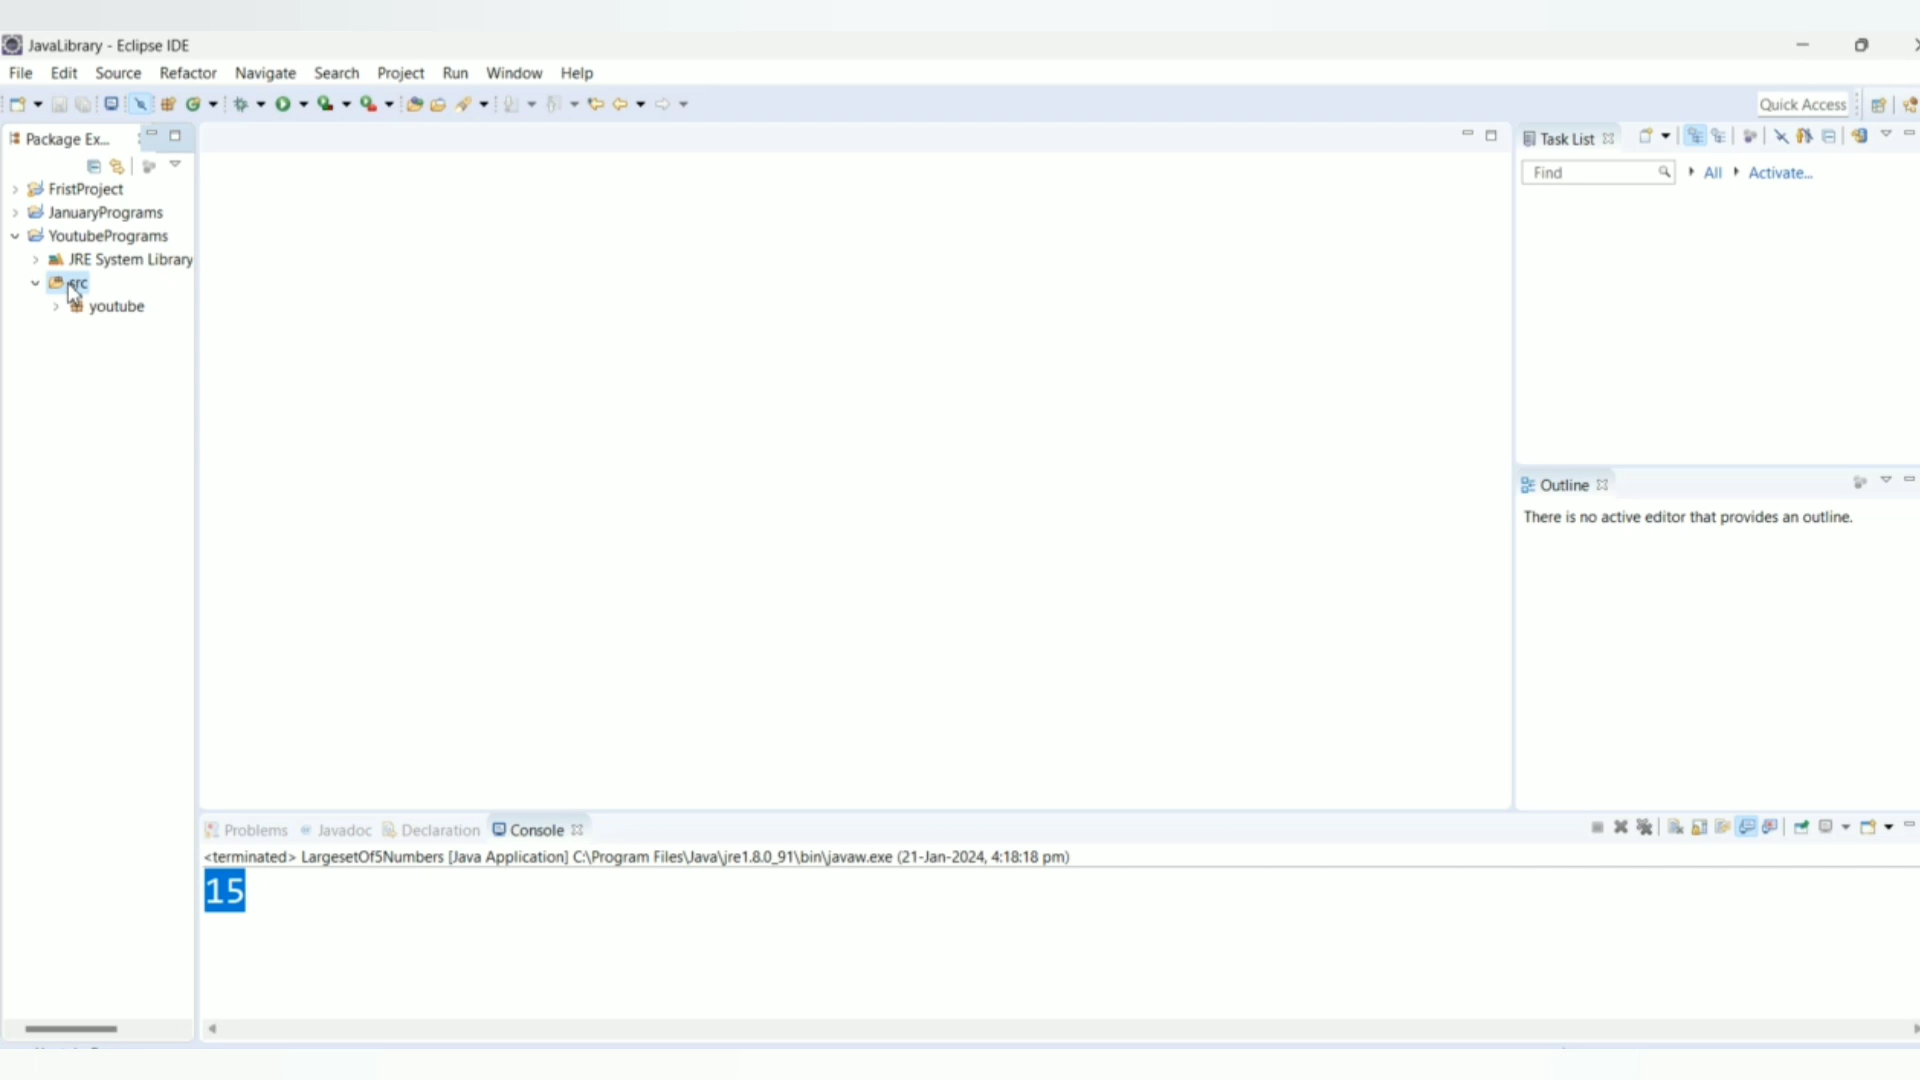 JavaLibrary - Eclipse IDE
File Edit Source Refactor Navigate Search Project Run Window Help
Quick Access
Package Ex...
Task List
Find
All
Activate...
FristProject
JanuaryPrograms
YoutubePrograms
JRE System Library
src
youtube
Outline
There is no active editor that provides an outline.
Problems Javadoc Declaration Console
<terminated> LargesetOf5Numbers [Java Application] C:\Program Files\Java\jre1.8.0_91\bin\javaw.exe (21-Jan-2024, 4:18:18 pm)
15